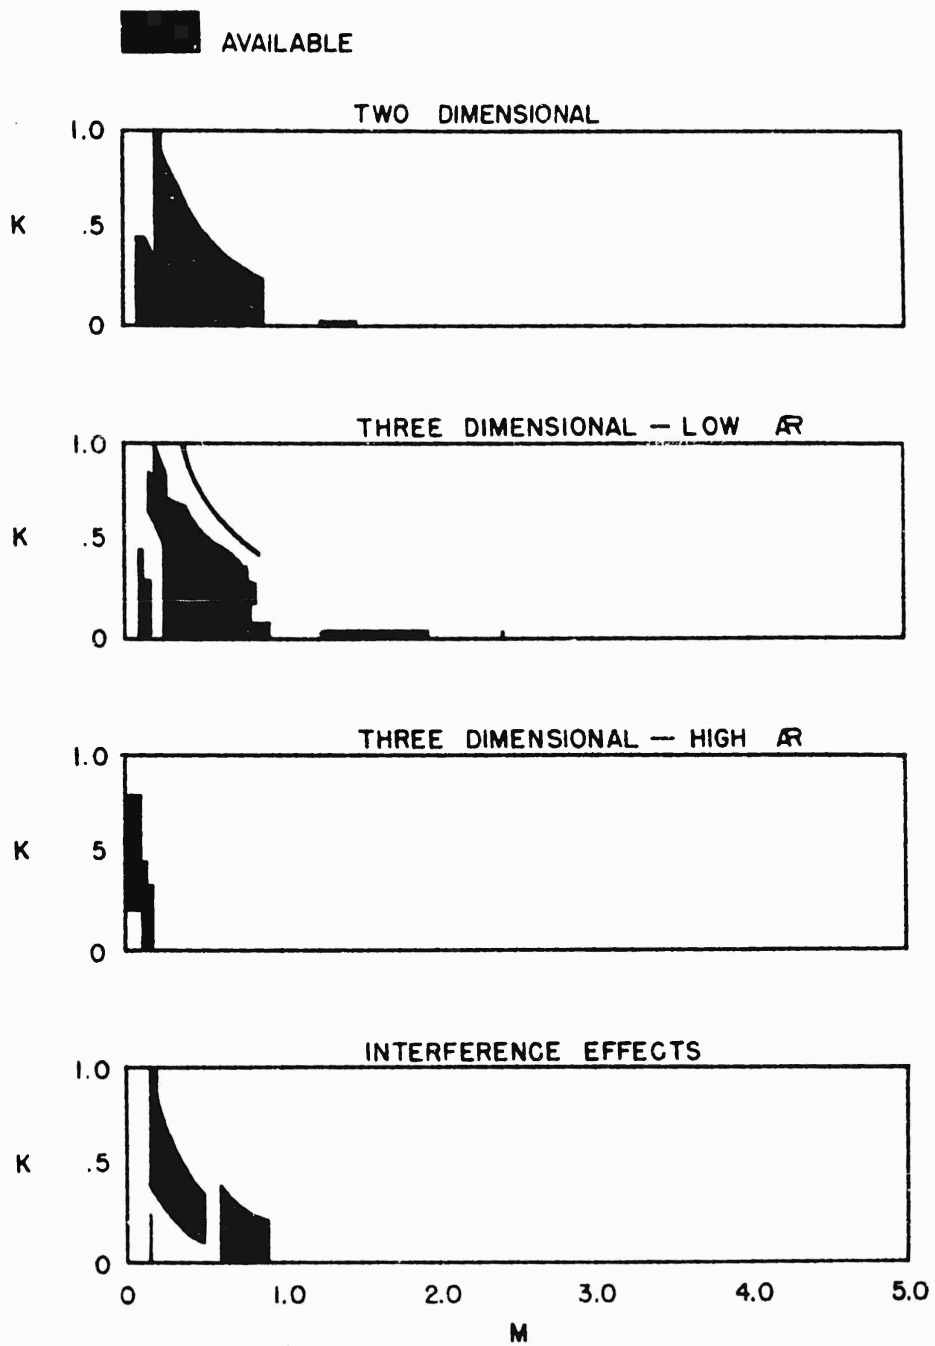 AVAILABLE
TWO DIMENSIONAL
1.0
K .5
0
THREE DIMENSIONAL — LOW AR
1.0
K .5
0
THREE DIMENSIONAL — HIGH AR
1.0
K 5
0
INTERFERENCE EFFECTS
1.0
K .5
0
0 1.0 2.0 3.0 4.0 5.0
M